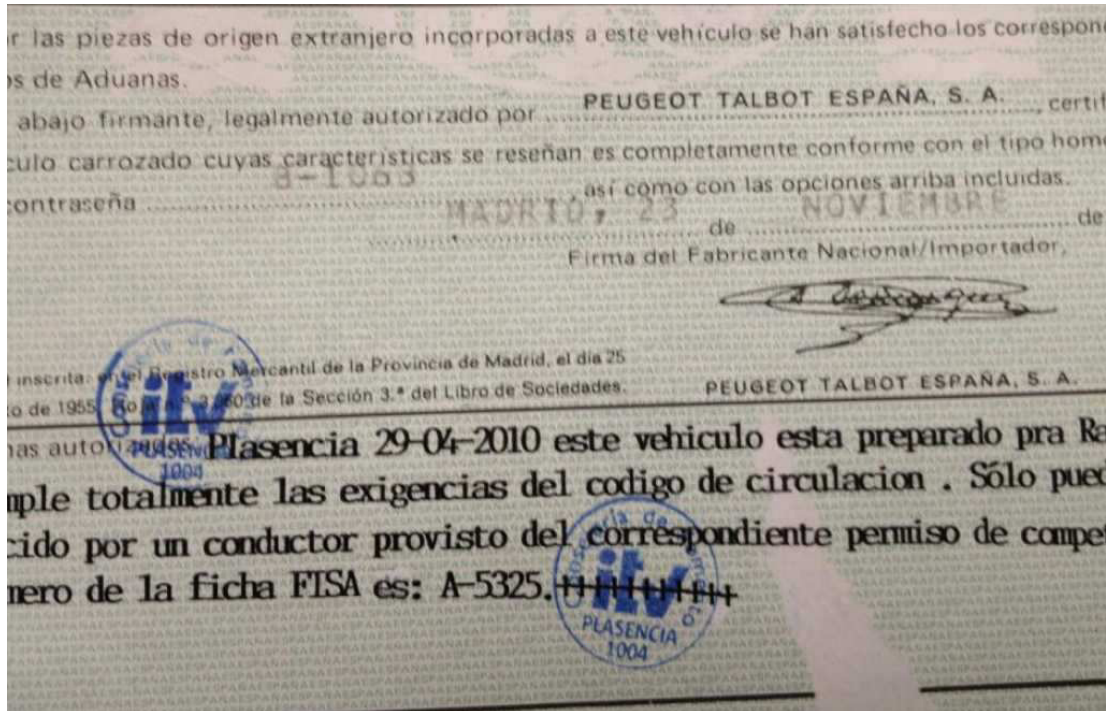 r las piezas de origen extranjero incorporadas a este vehículo se han satisfecho los correspon
os de Aduanas.
abajo firmante, legalmente autorizado por PEUGEOT TALBOT ESPAÑA, S. A. , certif
culo carrozado cuyas características se reseñan es completamente conforme con el tipo homo
contraseña B-1063 así como con las opciones arriba incluidas.
MADRID, 23 de NOVIEMBRE de
Firma del Fabricante Nacional/Importador,
inscrita en el Registro Mercantil de la Provincia de Madrid, el día 25
o de 1955, de la Sección 3.ª del Libro de Sociedades.
PEUGEOT TALBOT ESPAÑA, S. A.
nas autorizadas Plasencia 29-04-2010 este vehiculo esta preparado pra Ra
mple totalmente las exigencias del codigo de circulacion . Sólo pued
cido por un conductor provisto del correspondiente permiso de compet
mero de la ficha FISA es: A-5325.
itv
PLASENCIA
1004
itv
PLASENCIA
1004